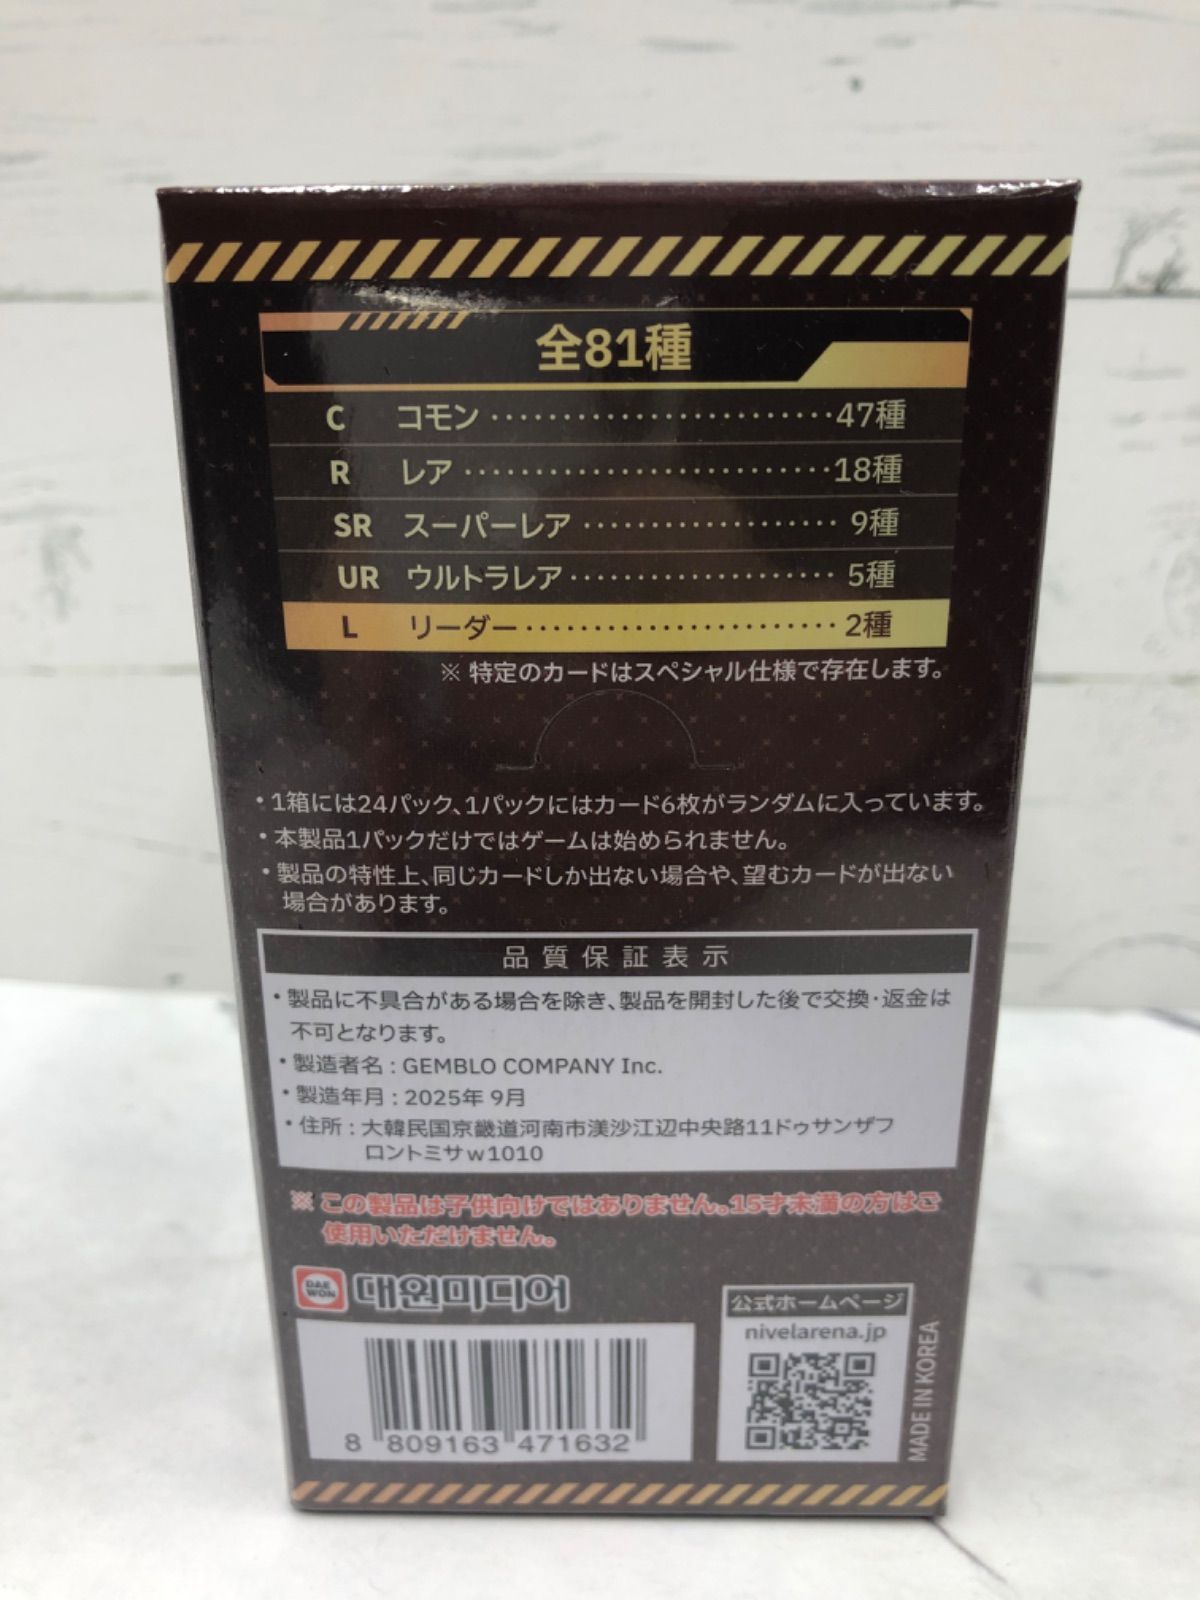 全81種
C コモン ･････････････････････････ 47種
R レア ･･･････････････････････････ 18種
SR スーパーレア ･･･････････････････ 9種
UR ウルトラレア ･･･････････････････ 5種
L リーダー ･･･････････････････････ 2種
※ 特定のカードはスペシャル仕様で存在します。
・1箱には24パック、1パックにはカード6枚がランダムに入っています。
・本製品1パックだけではゲームは始められません。
・製品の特性上、同じカードしか出ない場合や、望むカードが出ない
場合があります。
品質保証表示
・製品に不具合がある場合を除き、製品を開封した後で交換・返金は
不可となります。
・製造者名 : GEMBLO COMPANY Inc.
・製造年月 : 2025年 9月
・住所 : 大韓民国京畿道河南市渼沙江辺中央路11ドゥサンザフ
ロントミサw1010
※ この製品は子供向けではありません。15才未満の方はご
使用いただけません。
DAE WON 대원미디어
公式ホームページ
nivelarena.jp
MADE IN KOREA
8 809163 471632